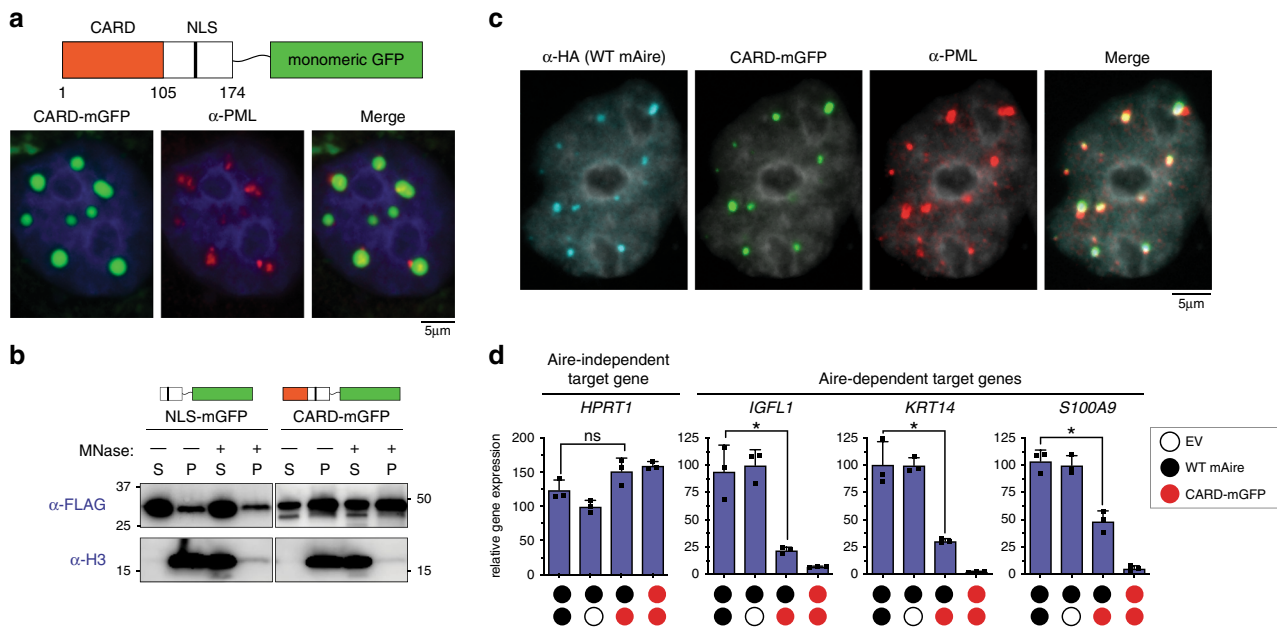 a
CARD NLS
monomeric GFP
1 105 174
CARD-mGFP α-PML Merge
5μm
b
NLS-mGFP CARD-mGFP
MNase: — — + + — — + +
S P S P S P S P
37
α-FLAG
25
50
α-H3
15
15
c
α-HA (WT mAire) CARD-mGFP α-PML Merge
5μm
d
Aire-independent
target gene
Aire-dependent target genes
HPRT1 IGFL1 KRT14 S100A9
relative gene expression
ns * * *
200 125 125 125
150 100 100 100
100 75 75 75
50 50 50 50
25 25 25
0 0 0 0
EV
WT mAire
CARD-mGFP